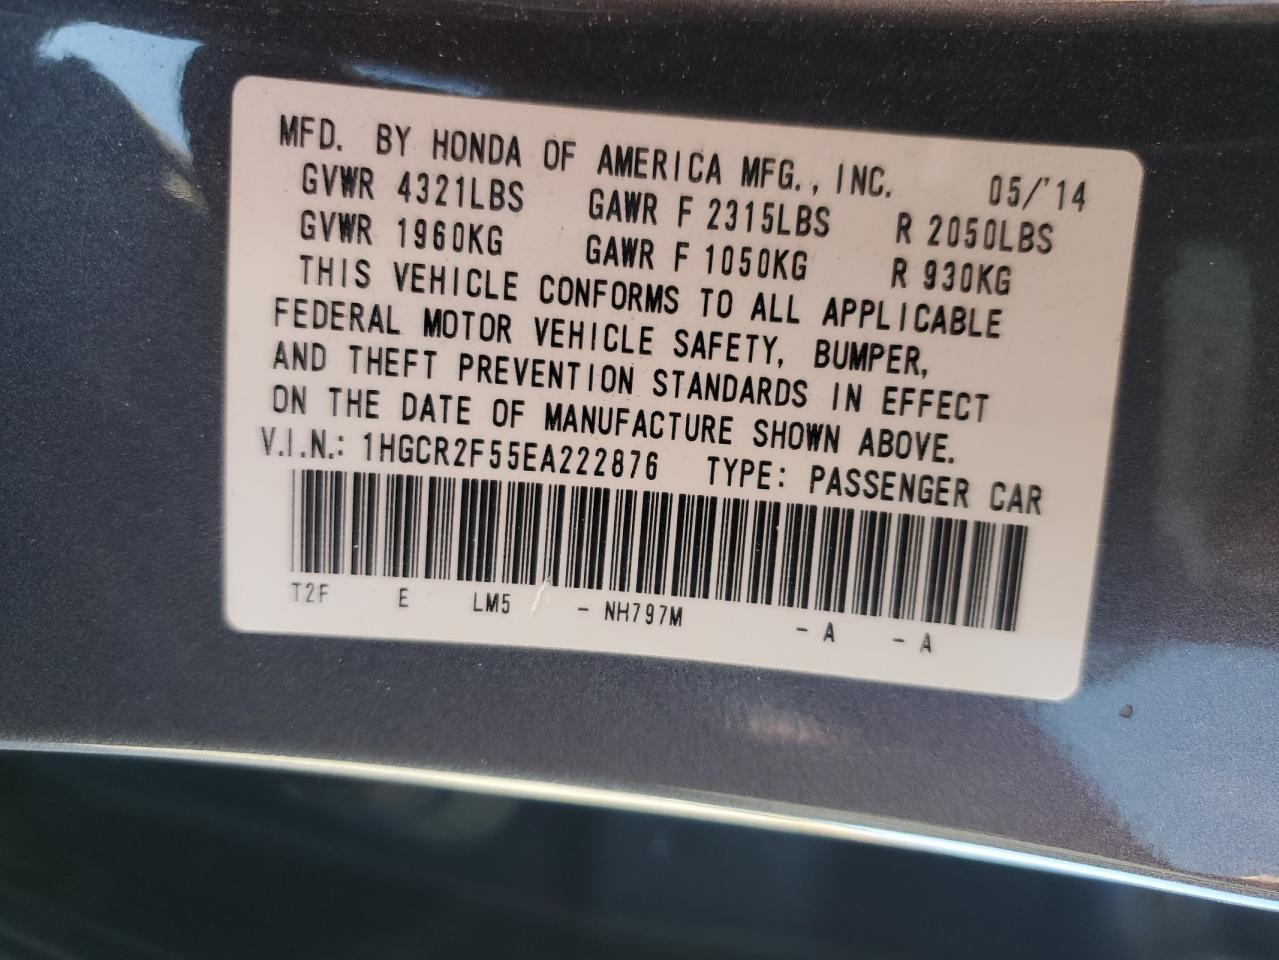 MFD. BY HONDA OF AMERICA MFG., INC. 05/'14
GVWR 4321LBS GAWR F 2315LBS R 2050LBS
GVWR 1960KG GAWR F 1050KG R 930KG
THIS VEHICLE CONFORMS TO ALL APPLICABLE
FEDERAL MOTOR VEHICLE SAFETY, BUMPER,
AND THEFT PREVENTION STANDARDS IN EFFECT
ON THE DATE OF MANUFACTURE SHOWN ABOVE.
V.I.N.: 1HGCR2F55EA222876 TYPE: PASSENGER CAR
T2F E LM5 - NH797M - A - A